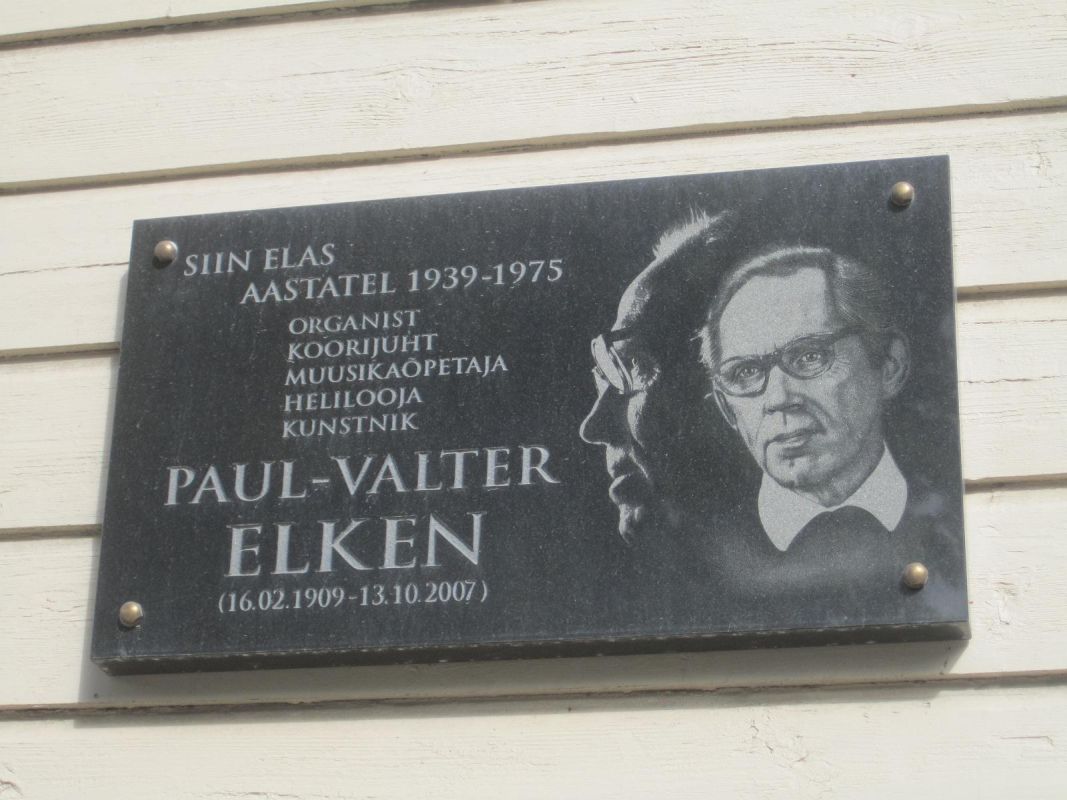 SIIN ELAS
AASTATEL 1939-1975
ORGANIST
KOORIJUHT
MUUSIKAÕPETAJA
HELILOOJA
KUNSTNIK
PAUL-VALTER
ELKEN
(16.02.1909-13.10.2007)